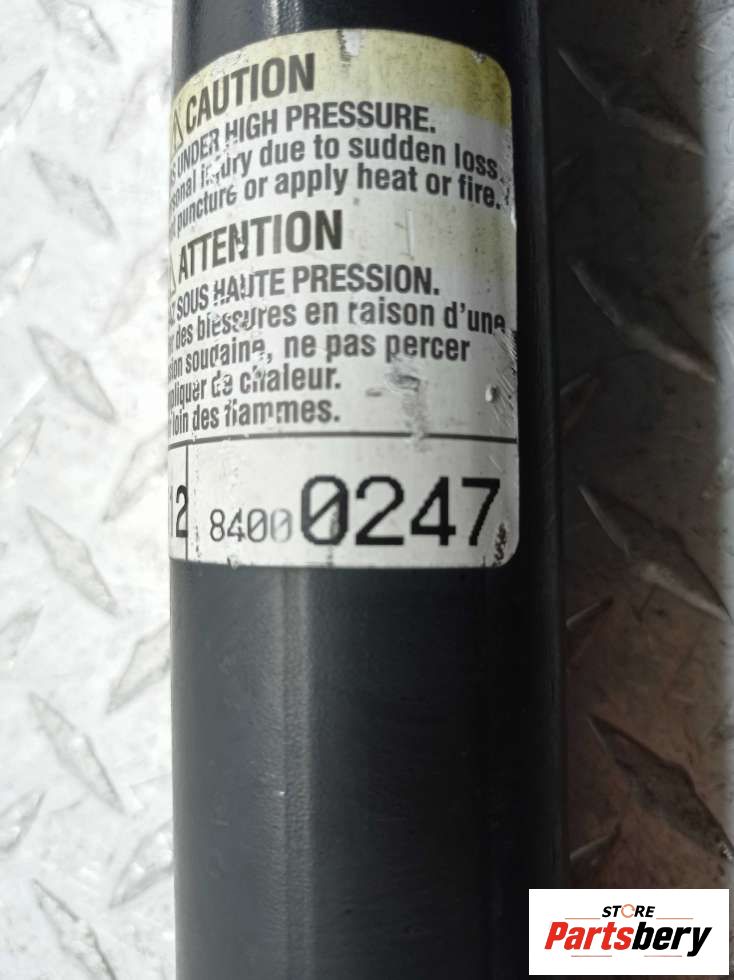 CAUTION
UNDER HIGH PRESSURE.
injury due to sudden loss.
puncture or apply heat or fire.
ATTENTION
SOUS HAUTE PRESSION.
des blessures en raison d'une
soudaine, ne pas percer
de chaleur.
loin des flammes.
12 8400 0247
STORE
Partsbery